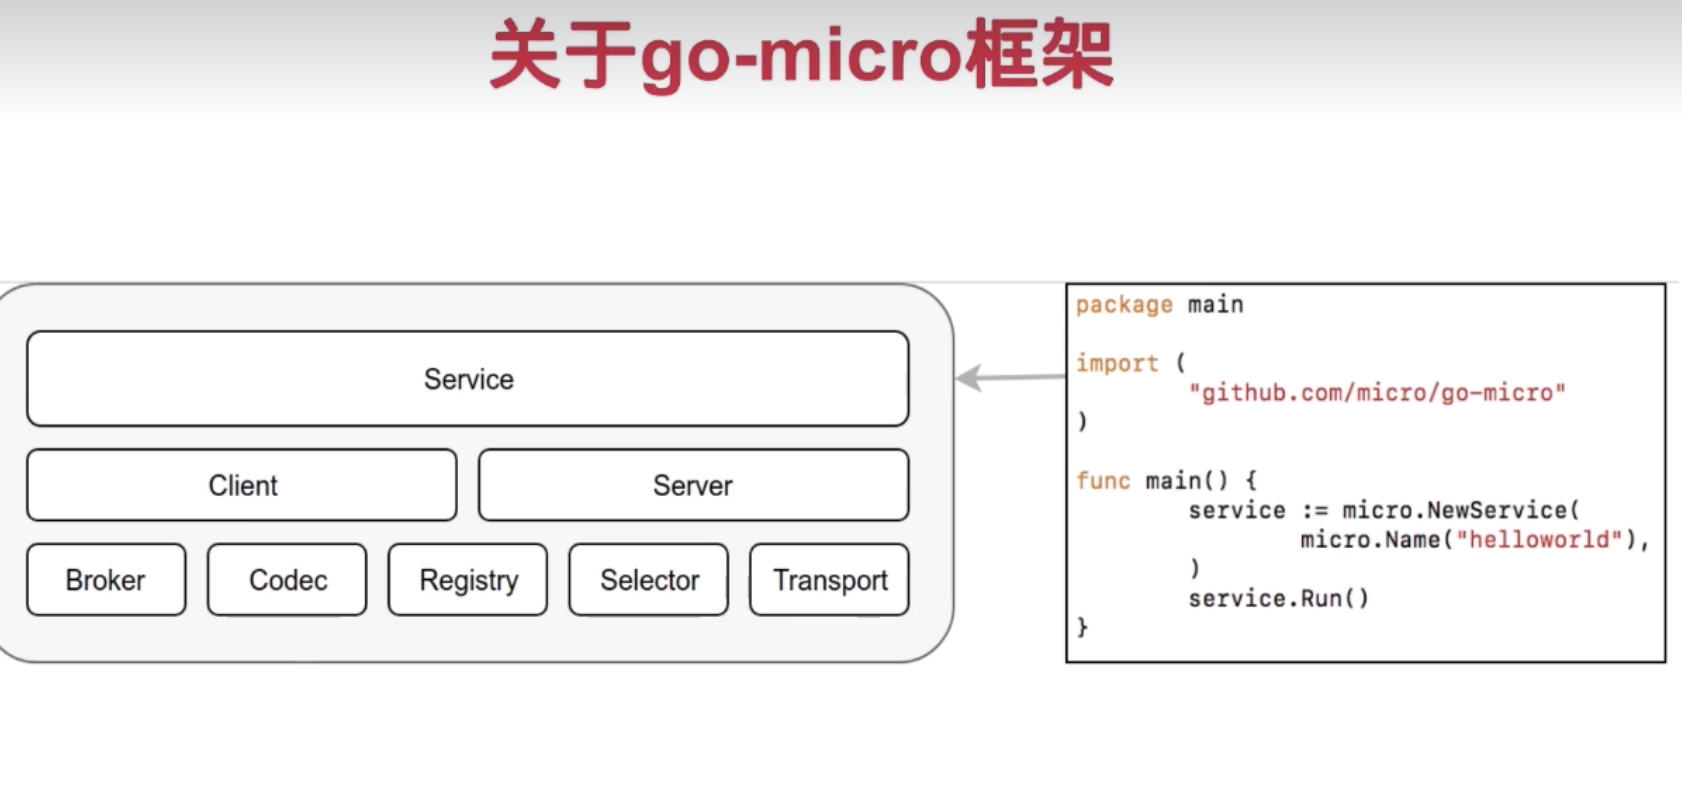 关于go-micro框架
Service
Client
Server
Broker
Codec
Registry
Selector
Transport
package main
import (
"github.com/micro/go-micro"
)
func main() {
service := micro.NewService(
micro.Name("helloworld"),
)
service.Run()
}